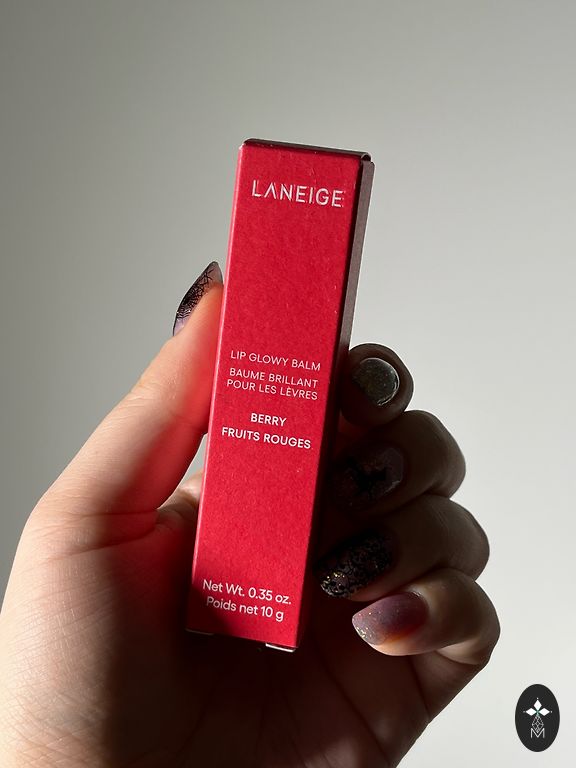 LANEIGE
LIP GLOWY BALM
BAUME BRILLANT
POUR LES LÈVRES
BERRY
FRUITS ROUGES
Net Wt. 0.35 oz.
Poids net 10 g
M